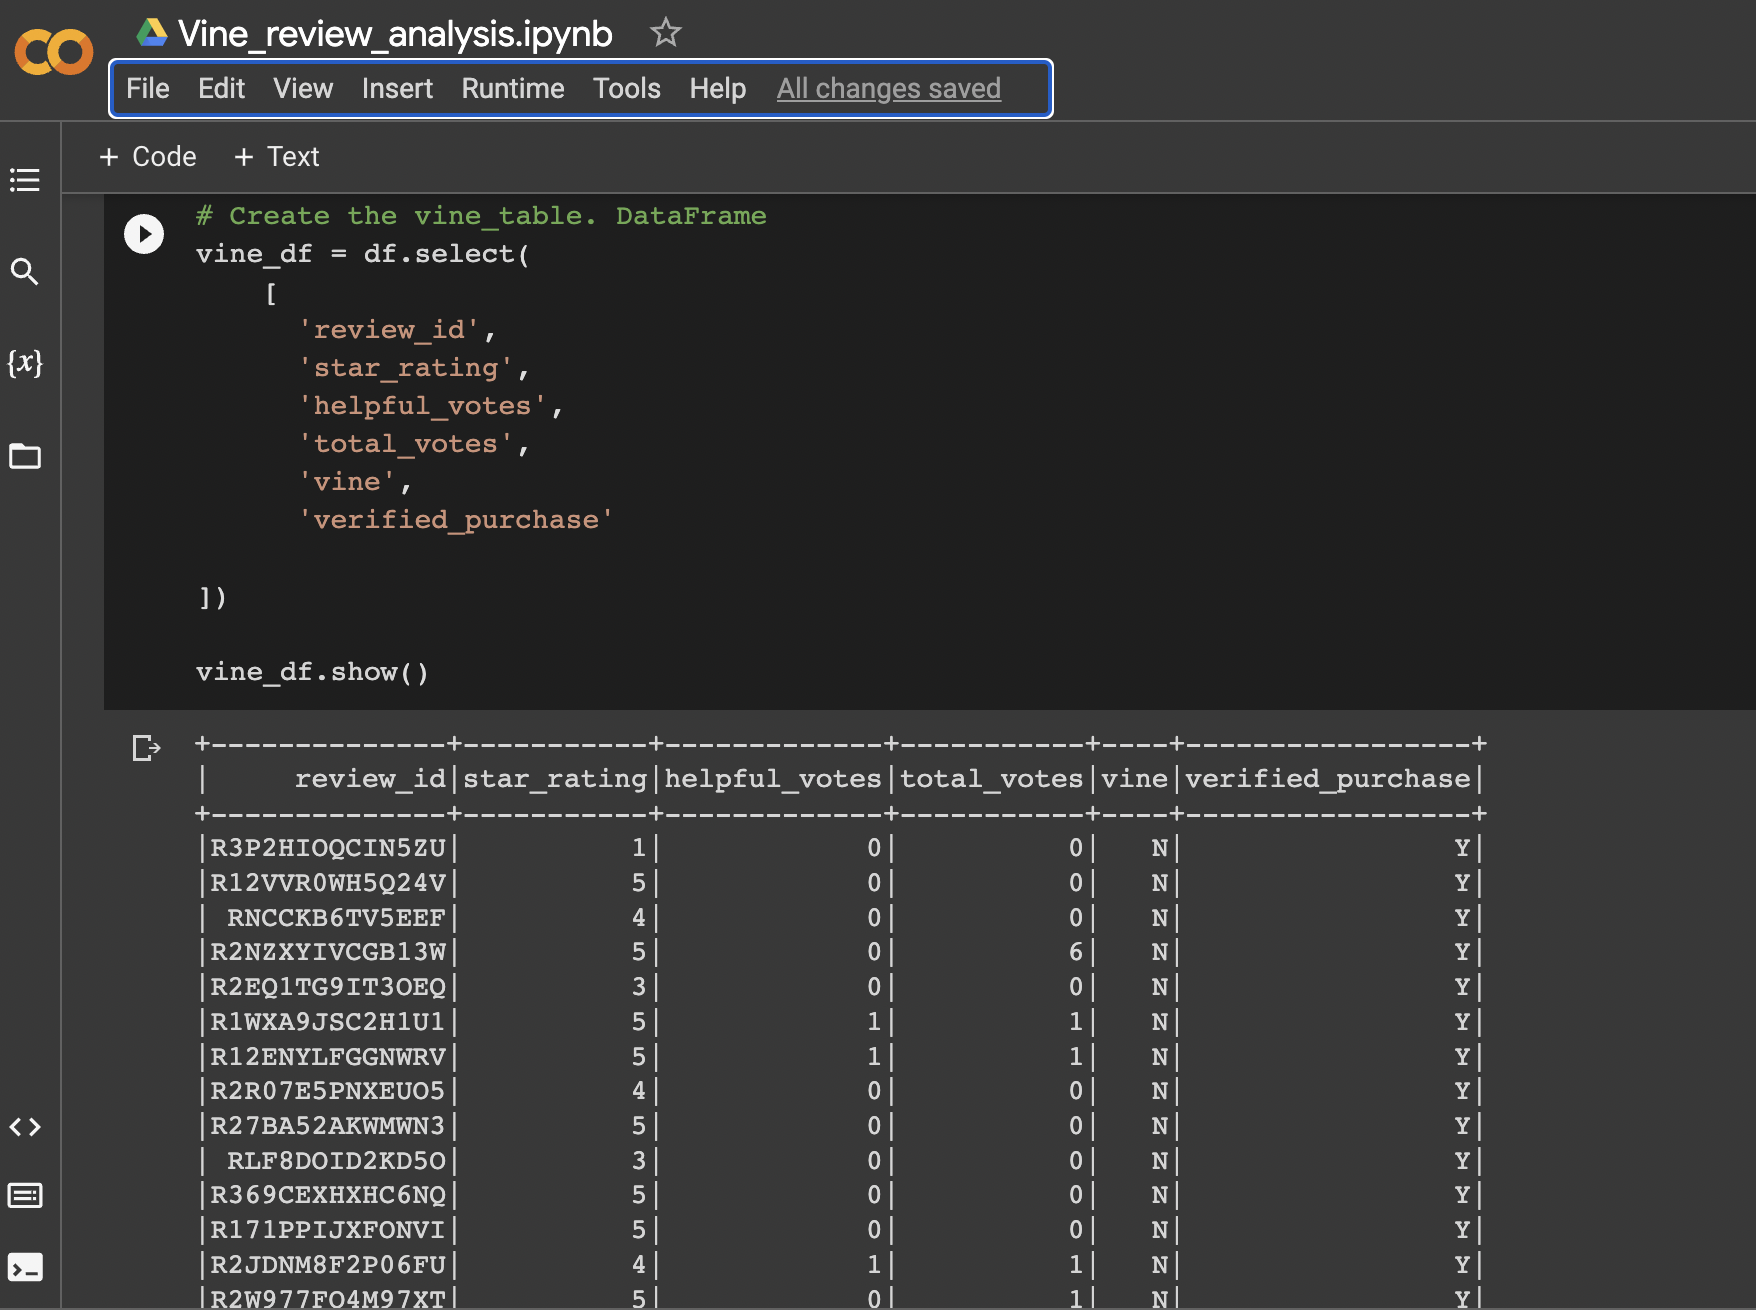 Vine_review_analysis.ipynb
File Edit View Insert Runtime Tools Help All changes saved
+ Code + Text
# Create the vine_table. DataFrame
vine_df = df.select(
[
'review_id',
'star_rating',
'helpful_votes',
'total_votes',
'vine',
'verified_purchase'
])
vine_df.show()
+--------------+-----------+-------------+-----------+----+-----------------+
|     review_id|star_rating|helpful_votes|total_votes|vine|verified_purchase|
+--------------+-----------+-------------+-----------+----+-----------------+
|R3P2HIOQCIN5ZU|          1|            0|          0|   N|                Y|
|R12VVR0WH5Q24V|          5|            0|          0|   N|                Y|
| RNCCKB6TV5EEF|          4|            0|          0|   N|                Y|
|R2NZXYIVCGB13W|          5|            0|          6|   N|                Y|
|R2EQ1TG9IT3OEQ|          3|            0|          0|   N|                Y|
|R1WXA9JSC2H1U1|          5|            1|          1|   N|                Y|
|R12ENYLFGGNWRV|          5|            1|          1|   N|                Y|
|R2R07E5PNXEUO5|          4|            0|          0|   N|                Y|
|R27BA52AKWMWN3|          5|            0|          0|   N|                Y|
| RLF8DOID2KD5O|          3|            0|          0|   N|                Y|
|R369CEXHXHC6NQ|          5|            0|          0|   N|                Y|
|R171PPIJXFONVI|          5|            0|          0|   N|                Y|
|R2JDNM8F2P06FU|          4|            1|          1|   N|                Y|
|R2W977FO4M97XT|          5|            0|          1|   N|                Y|